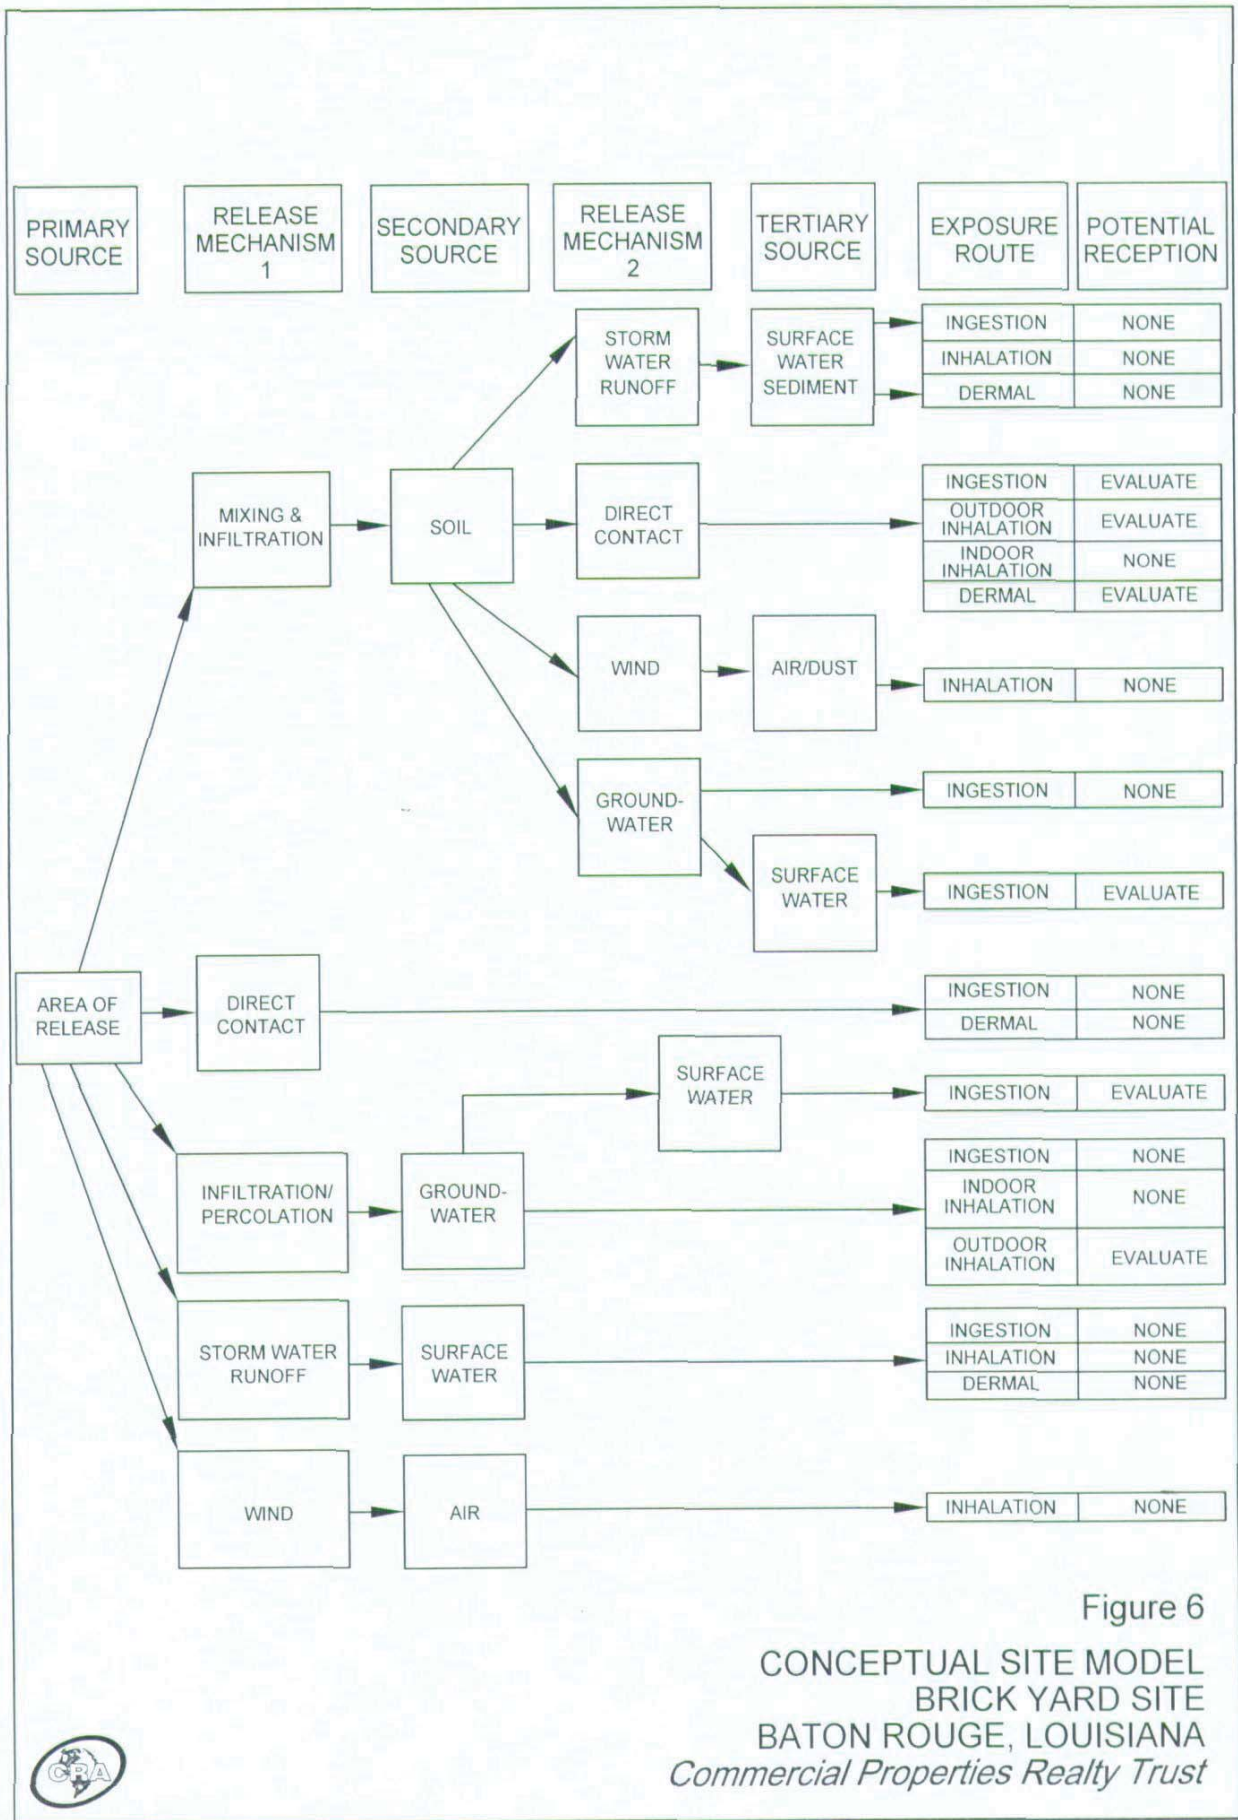 PRIMARY
SOURCE
RELEASE
MECHANISM
1
SECONDARY
SOURCE
RELEASE
MECHANISM
2
TERTIARY
SOURCE
EXPOSURE
ROUTE
POTENTIAL
RECEPTION
STORM
WATER
RUNOFF
SURFACE
WATER
SEDIMENT
INGESTION NONE
INHALATION NONE
DERMAL NONE
MIXING &
INFILTRATION
SOIL
DIRECT
CONTACT
INGESTION EVALUATE
OUTDOOR
INHALATION EVALUATE
INDOOR
INHALATION NONE
DERMAL EVALUATE
WIND
AIR/DUST
INHALATION NONE
GROUND-
WATER
INGESTION NONE
SURFACE
WATER
INGESTION EVALUATE
AREA OF
RELEASE
DIRECT
CONTACT
INGESTION NONE
DERMAL NONE
SURFACE
WATER
INGESTION EVALUATE
INFILTRATION/
PERCOLATION
GROUND-
WATER
INGESTION NONE
INDOOR
INHALATION NONE
OUTDOOR
INHALATION EVALUATE
STORM WATER
RUNOFF
SURFACE
WATER
INGESTION NONE
INHALATION NONE
DERMAL NONE
WIND
AIR
INHALATION NONE
Figure 6
CONCEPTUAL SITE MODEL
BRICK YARD SITE
BATON ROUGE, LOUISIANA
Commercial Properties Realty Trust
CRA